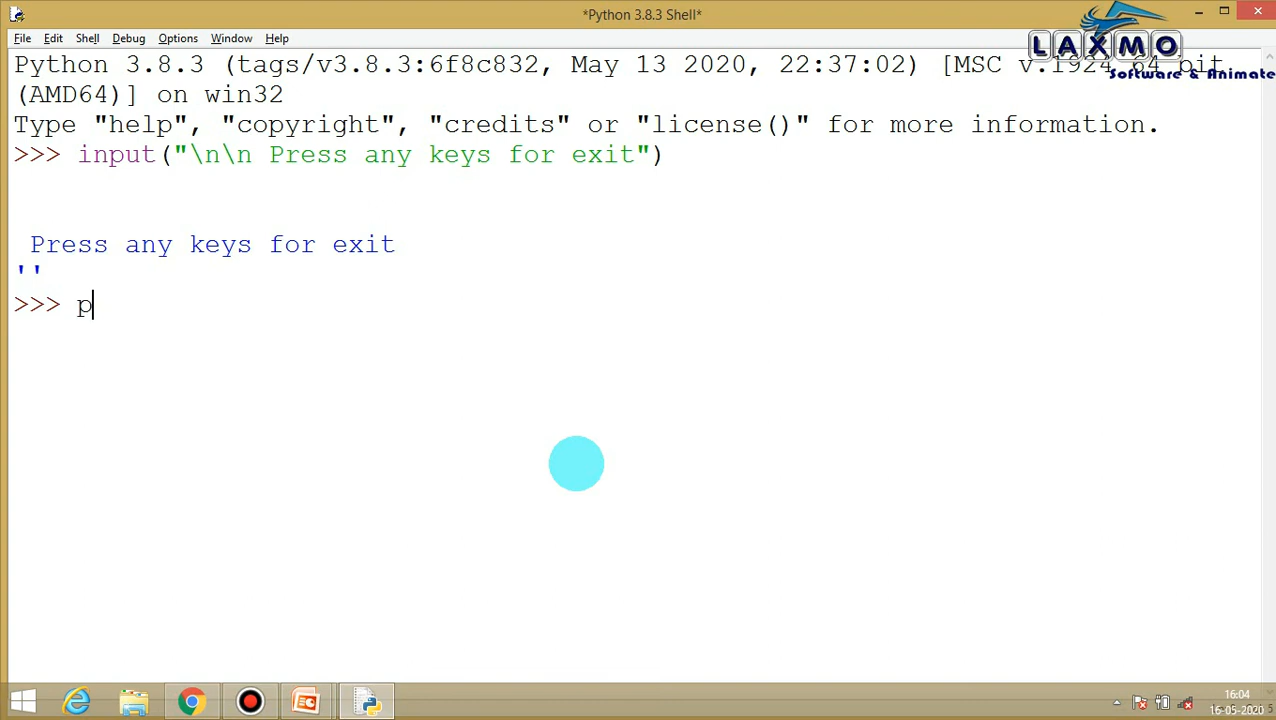 *Python 3.8.3 Shell*
LAXMO
Software & Animate
File Edit Shell Debug Options Window Help
Python 3.8.3 (tags/v3.8.3:6f8c832, May 13 2020, 22:37:02) [MSC v.1924 64 bit
(AMD64)] on win32
Type "help", "copyright", "credits" or "license()" for more information.
>>> input("\n\n Press any keys for exit")
Press any keys for exit
''
>>> p
16:04
16-05-2020